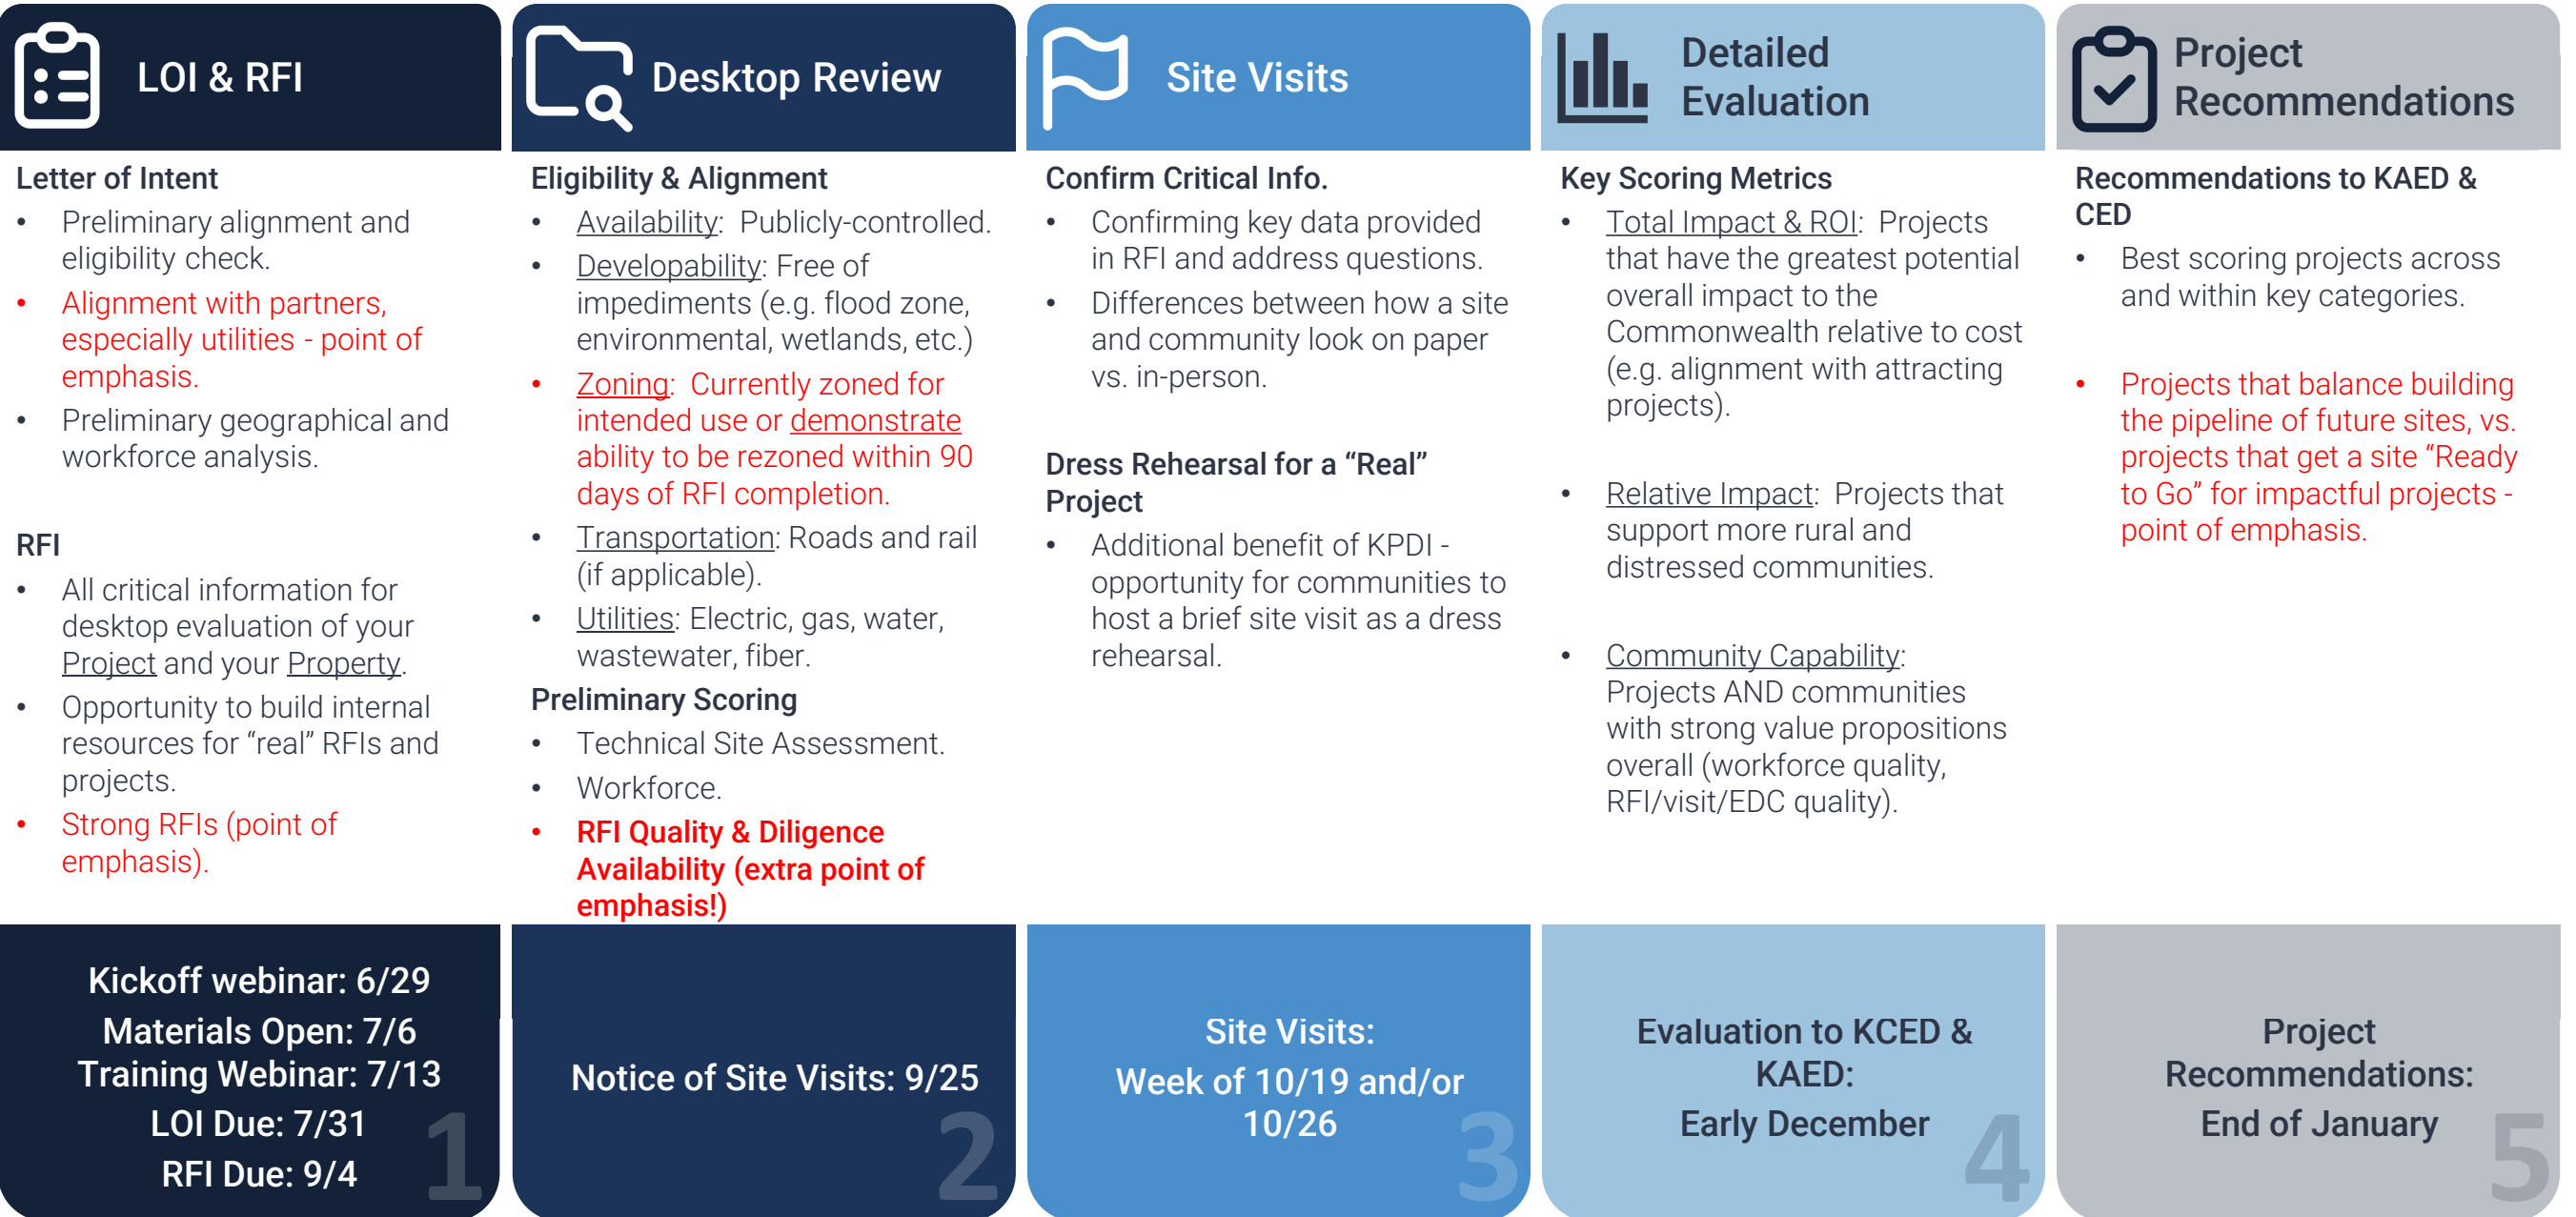 LOI & RFI
Letter of Intent
• Preliminary alignment and
eligibility check.
• Alignment with partners,
especially utilities - point of
emphasis.
• Preliminary geographical and
workforce analysis.
RFI
• All critical information for
desktop evaluation of your
Project and your Property.
• Opportunity to build internal
resources for “real” RFIs and
projects.
• Strong RFIs (point of
emphasis).
Kickoff webinar: 6/29
Materials Open: 7/6
Training Webinar: 7/13
LOI Due: 7/31
RFI Due: 9/4
1
Desktop Review
Eligibility & Alignment
• Availability: Publicly-controlled.
• Developability: Free of
impediments (e.g. flood zone,
environmental, wetlands, etc.)
• Zoning: Currently zoned for
intended use or demonstrate
ability to be rezoned within 90
days of RFI completion.
• Transportation: Roads and rail
(if applicable).
• Utilities: Electric, gas, water,
wastewater, fiber.
Preliminary Scoring
• Technical Site Assessment.
• Workforce.
• RFI Quality & Diligence
Availability (extra point of
emphasis!)
Notice of Site Visits: 9/25
2
Site Visits
Confirm Critical Info.
• Confirming key data provided
in RFI and address questions.
• Differences between how a site
and community look on paper
vs. in-person.
Dress Rehearsal for a “Real”
Project
• Additional benefit of KPDI -
opportunity for communities to
host a brief site visit as a dress
rehearsal.
Site Visits:
Week of 10/19 and/or
10/26
3
Detailed
Evaluation
Key Scoring Metrics
• Total Impact & ROI: Projects
that have the greatest potential
overall impact to the
Commonwealth relative to cost
(e.g. alignment with attracting
projects).
• Relative Impact: Projects that
support more rural and
distressed communities.
• Community Capability:
Projects AND communities
with strong value propositions
overall (workforce quality,
RFI/visit/EDC quality).
Evaluation to KCED &
KAED:
Early December
4
Project
Recommendations
Recommendations to KAED &
CED
• Best scoring projects across
and within key categories.
• Projects that balance building
the pipeline of future sites, vs.
projects that get a site “Ready
to Go” for impactful projects -
point of emphasis.
Project
Recommendations:
End of January
5